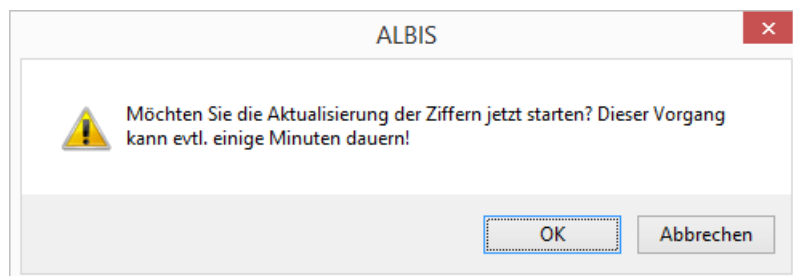 ALBIS
Möchten Sie die Aktualisierung der Ziffern jetzt starten? Dieser Vorgang
kann evtl. einige Minuten dauern!
OK
Abbrechen